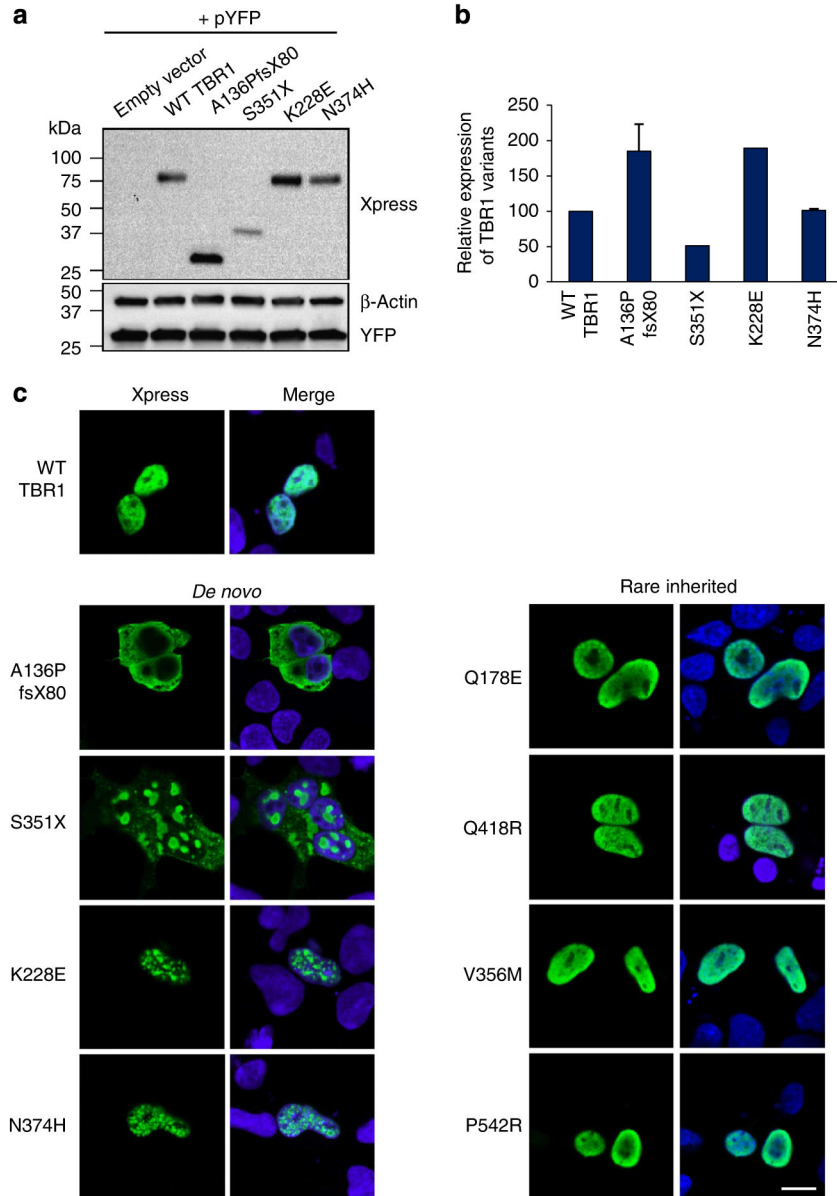 a
+ pYFP
Empty vector
WT TBR1
A136PfsX80
S351X
K228E
N374H
kDa
100
75
50
37
25
Xpress
50
37
25
β-Actin
YFP
b
Relative expression
of TBR1 variants
250
200
150
100
50
0
WT
TBR1
A136P
fsX80
S351X
K228E
N374H
c
Xpress
Merge
WT
TBR1
De novo
A136P
fsX80
S351X
K228E
N374H
Rare inherited
Q178E
Q418R
V356M
P542R